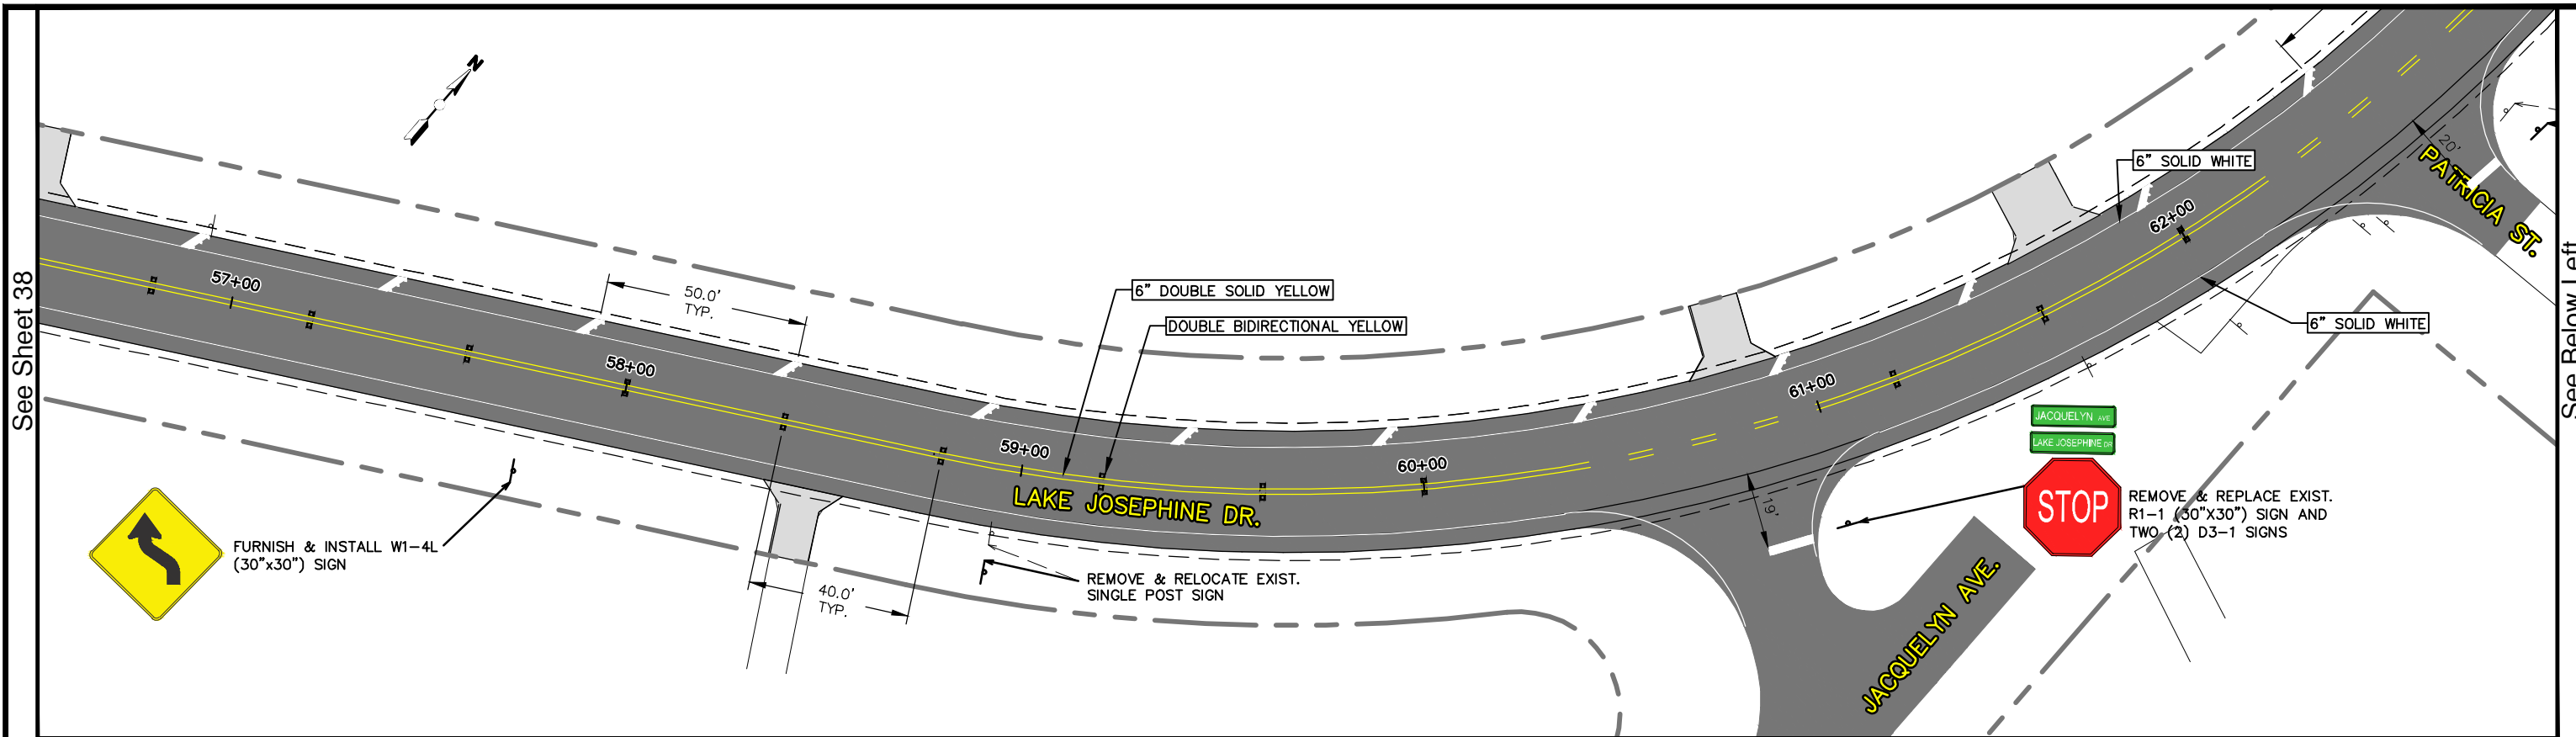 See Sheet 38
N
57+00
50.0'
TYP.
58+00
6" DOUBLE SOLID YELLOW
DOUBLE BIDIRECTIONAL YELLOW
59+00
LAKE JOSEPHINE DR.
60+00
61+00
6" SOLID WHITE
62+00
20'
PATRICIA ST.
6" SOLID WHITE
See Below Left
FURNISH & INSTALL W1-4L
(30"x30") SIGN
40.0'
TYP.
REMOVE & RELOCATE EXIST.
SINGLE POST SIGN
19'
JACQUELYN AVE.
JACQUELYN AVE
LAKE JOSEPHINE DR
STOP
REMOVE & REPLACE EXIST.
R1-1 (30"X30") SIGN AND
TWO (2) D3-1 SIGNS